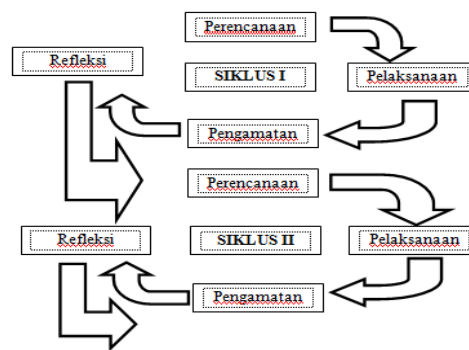 Perencanaan
Refleksi
SIKLUS I
Pelaksanaan
Pengamatan
Perencanaan
Refleksi
SIKLUS II
Pelaksanaan
Pengamatan